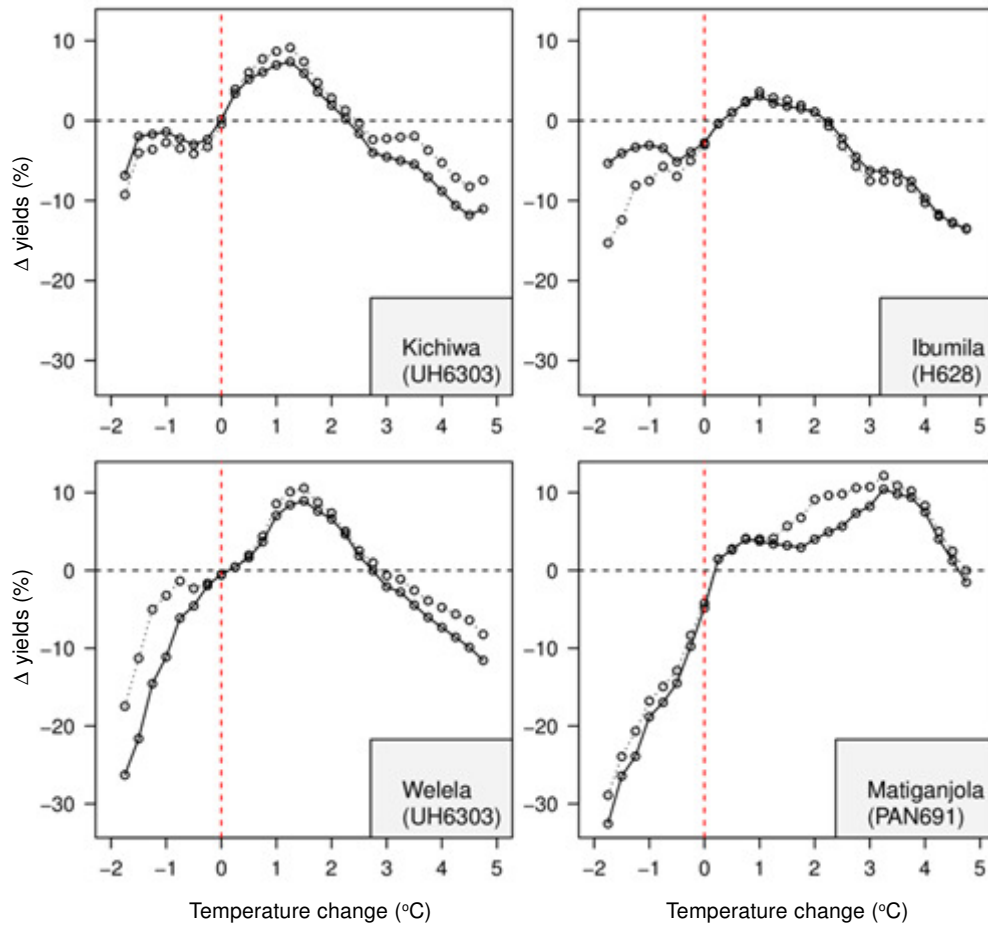 10
0
−10
−20
−30
Δ yields (%)
Kichiwa
(UH6303)
−2 −1 0 1 2 3 4 5
10
0
−10
−20
−30
Ibumila
(H628)
−2 −1 0 1 2 3 4 5
10
0
−10
−20
−30
Δ yields (%)
Welela
(UH6303)
−2 −1 0 1 2 3 4 5
Temperature change (°C)
10
0
−10
−20
−30
Matiganjola
(PAN691)
−2 −1 0 1 2 3 4 5
Temperature change (°C)